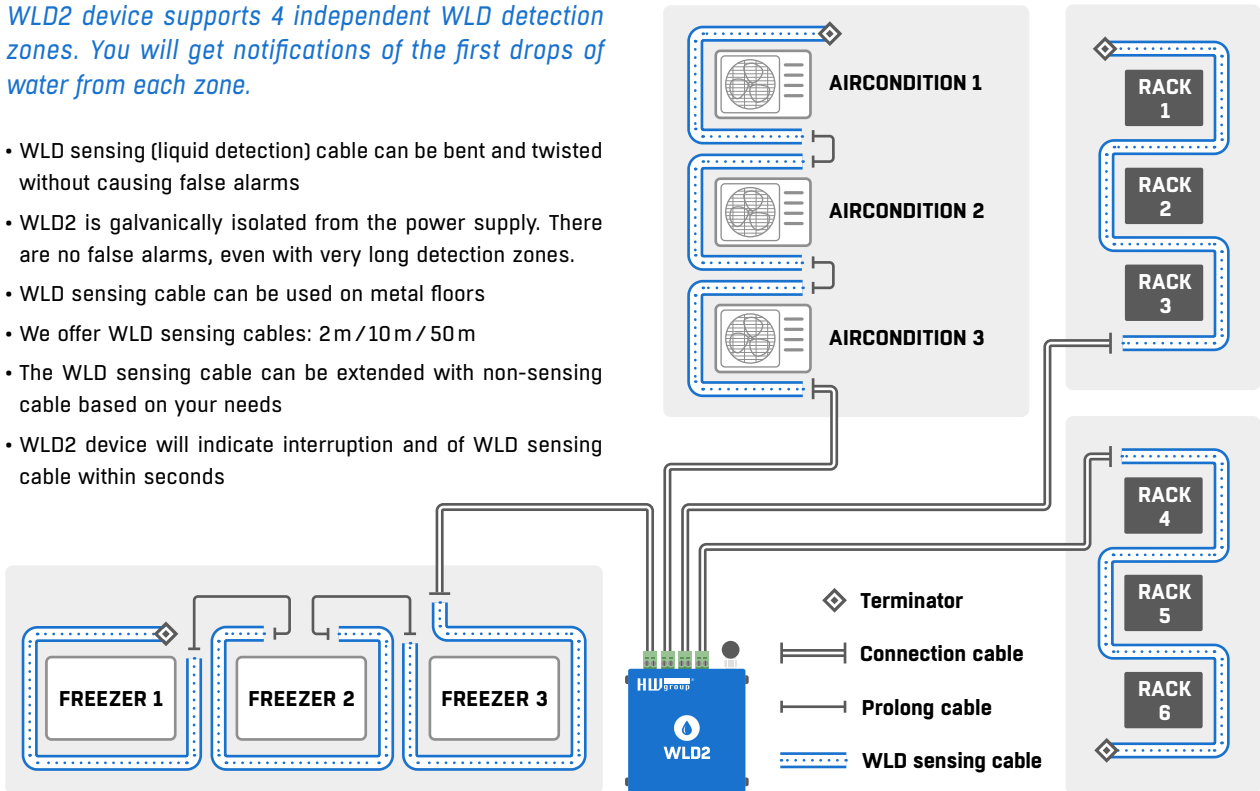 WLD2 device supports 4 independent WLD detection
zones. You will get notifications of the first drops of
water from each zone.
• WLD sensing (liquid detection) cable can be bent and twisted
without causing false alarms
• WLD2 is galvanically isolated from the power supply. There
are no false alarms, even with very long detection zones.
• WLD sensing cable can be used on metal floors
• We offer WLD sensing cables: 2 m / 10 m / 50 m
• The WLD sensing cable can be extended with non-sensing
cable based on your needs
• WLD2 device will indicate interruption and of WLD sensing
cable within seconds
AIRCONDITION 1
AIRCONDITION 2
AIRCONDITION 3
RACK
1
RACK
2
RACK
3
RACK
4
RACK
5
RACK
6
FREEZER 1
FREEZER 2
FREEZER 3
HW group
WLD2
Terminator
Connection cable
Prolong cable
WLD sensing cable